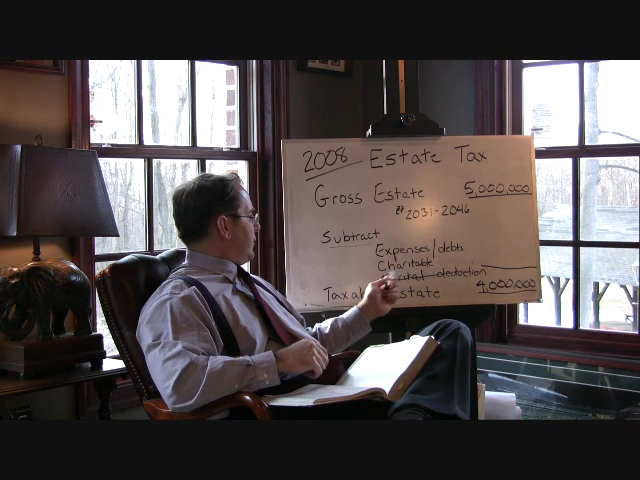 2008 Estate Tax
Gross Estate 5,000,000
2031-2046
Subtract
Expenses/debts
Charitable
deduction
Estate 4,000,000